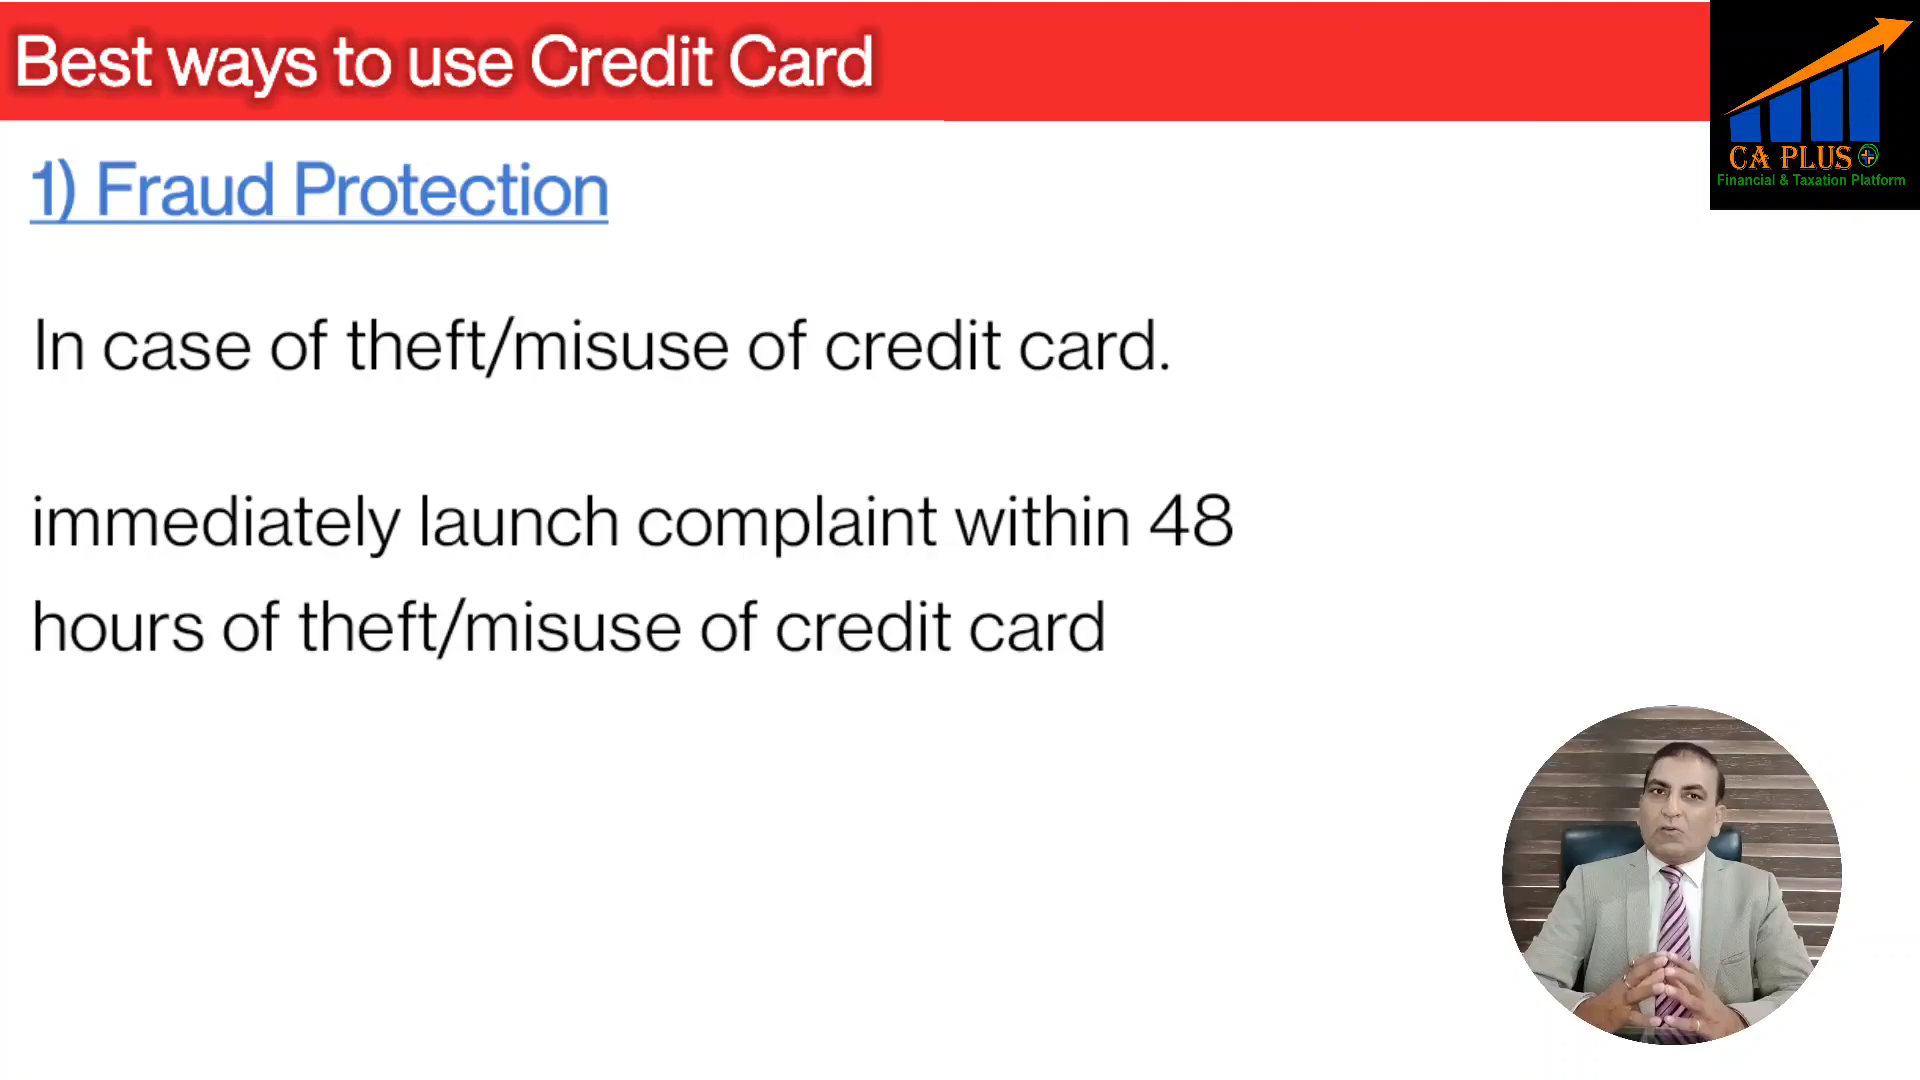 Best ways to use Credit Card
CA PLUS
Financial & Taxation Platform
1) Fraud Protection
In case of theft/misuse of credit card.
immediately launch complaint within 48
hours of theft/misuse of credit card